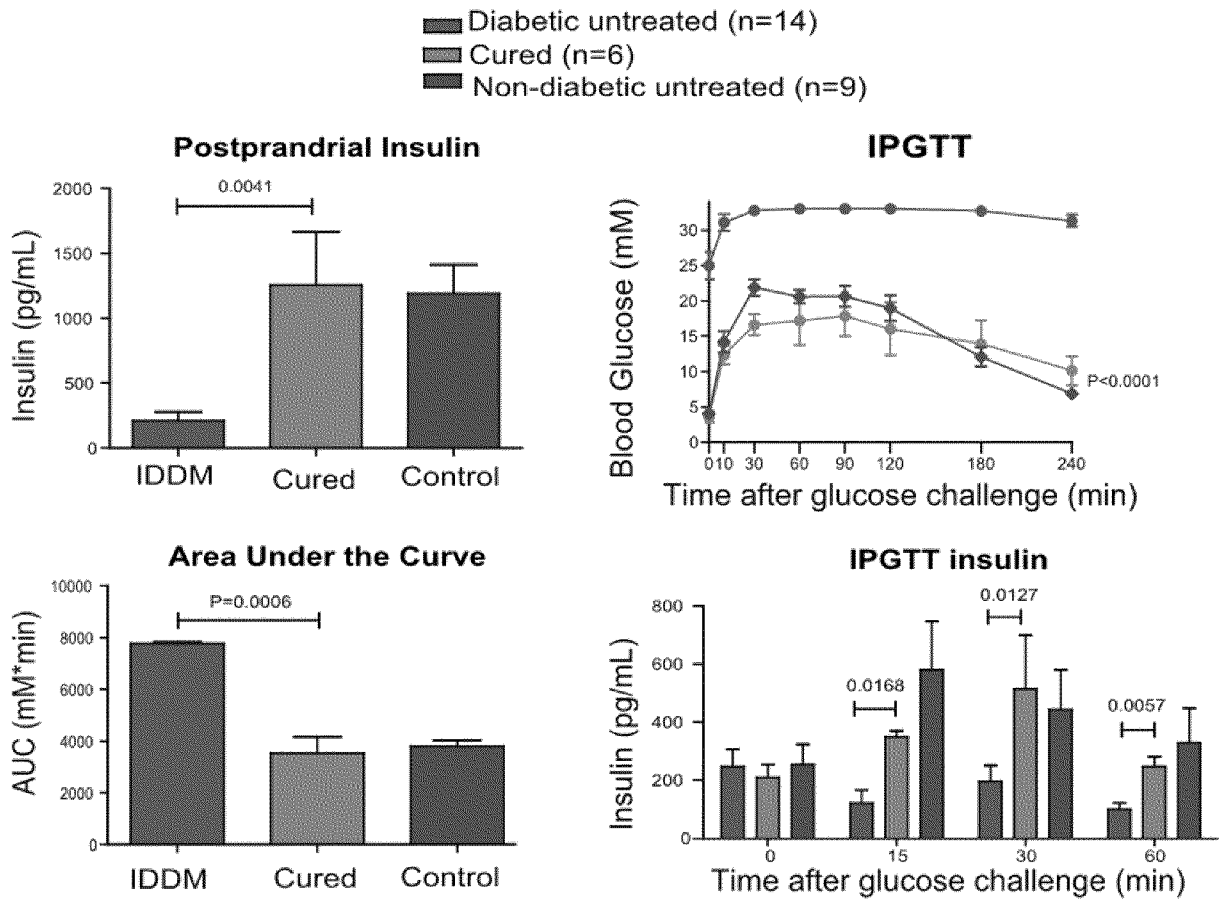 Diabetic untreated (n=14)
Cured (n=6)
Non-diabetic untreated (n=9)
Postprandrial Insulin
0.0041
Insulin (pg/mL)
2000
1500
1000
500
0
IDDM Cured Control
IPGTT
Blood Glucose (mM)
30
25
20
15
10
5
0
P<0.0001
0 10 30 60 90 120 180 240
Time after glucose challenge (min)
Area Under the Curve
P=0.0006
AUC (mM*min)
10000
8000
6000
4000
2000
0
IDDM Cured Control
IPGTT insulin
0.0127
0.0168
0.0057
Insulin (pg/mL)
800
600
400
200
0
0 15 30 60
Time after glucose challenge (min)